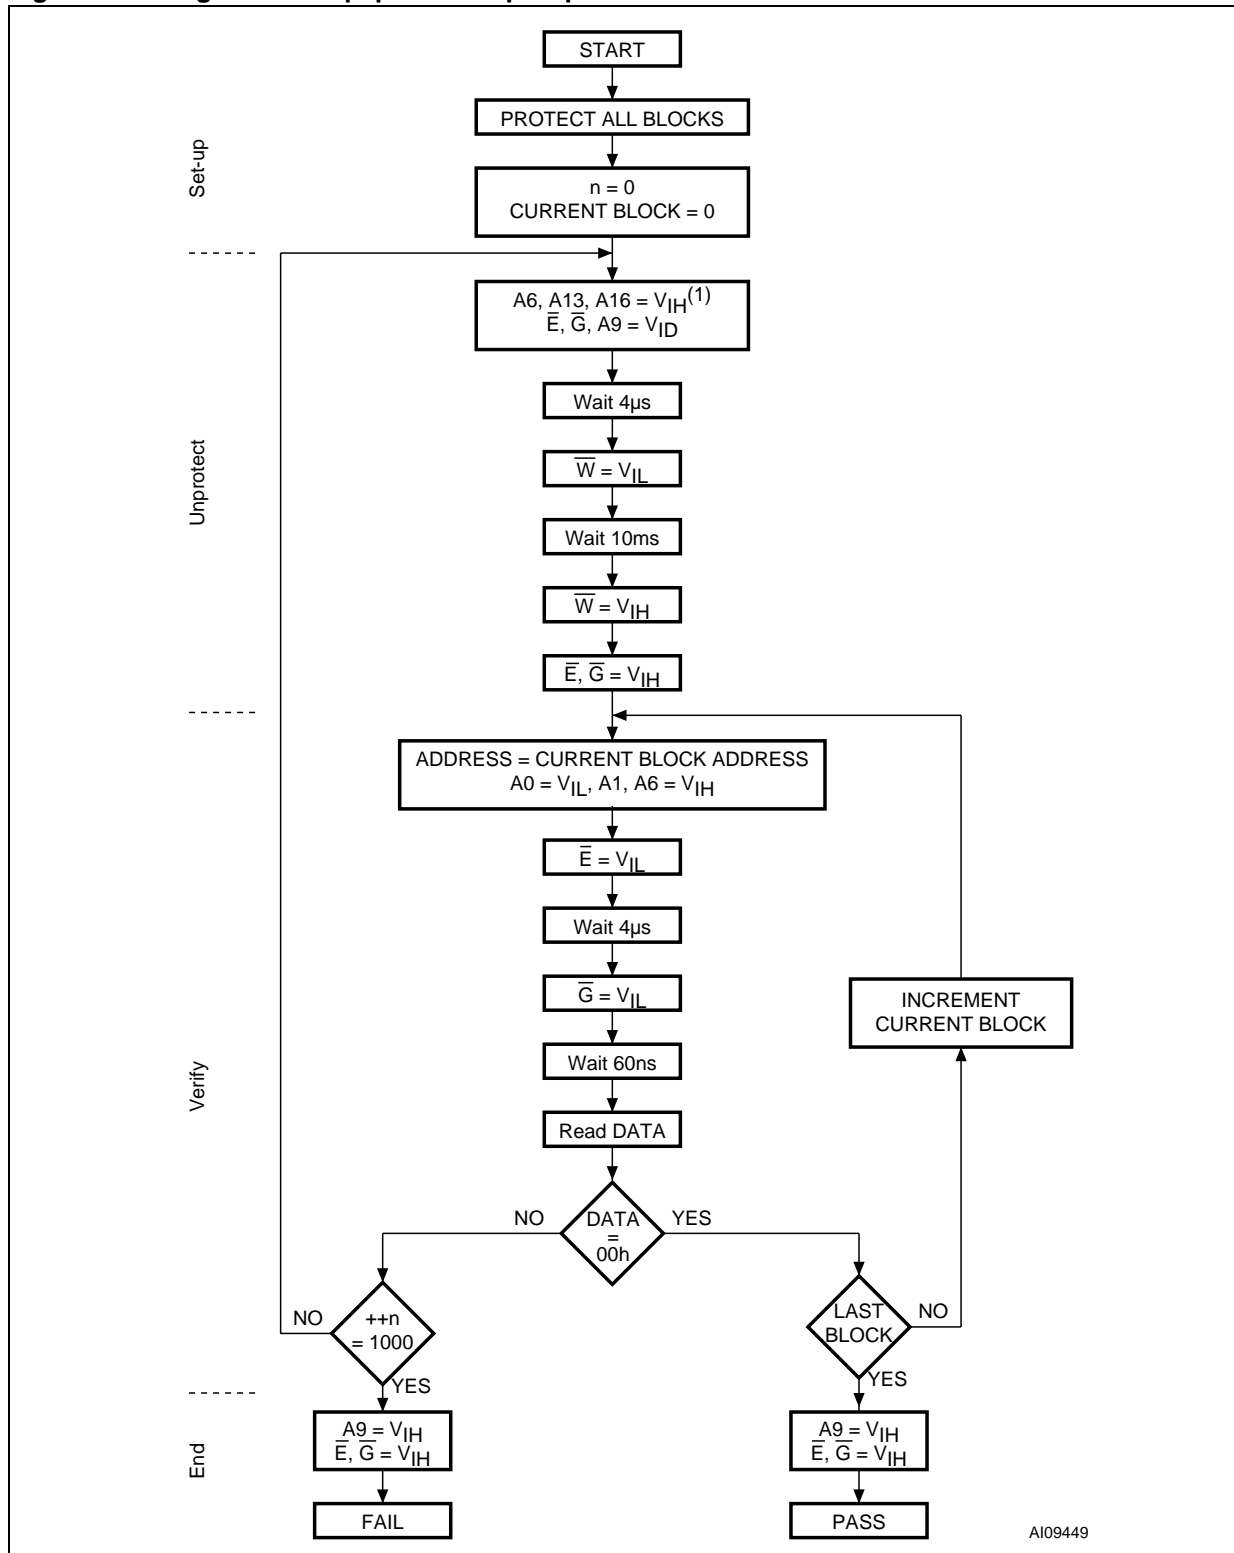 START
PROTECT ALL BLOCKS
Set-up
n = 0
CURRENT BLOCK = 0
A6, A13, A16 = VIH(1)
E̅, G̅, A9 = VID
Wait 4µs
Unprotect
W̅ = VIL
Wait 10ms
W̅ = VIH
E̅, G̅ = VIH
ADDRESS = CURRENT BLOCK ADDRESS
A0 = VIL, A1, A6 = VIH
E̅ = VIL
Wait 4µs
G̅ = VIL
INCREMENT
CURRENT BLOCK
Wait 60ns
Verify
Read DATA
NO
DATA
=
00h
YES
NO
++n
= 1000
LAST
BLOCK
NO
YES
YES
End
A9 = VIH
E̅, G̅ = VIH
A9 = VIH
E̅, G̅ = VIH
FAIL
PASS
AI09449